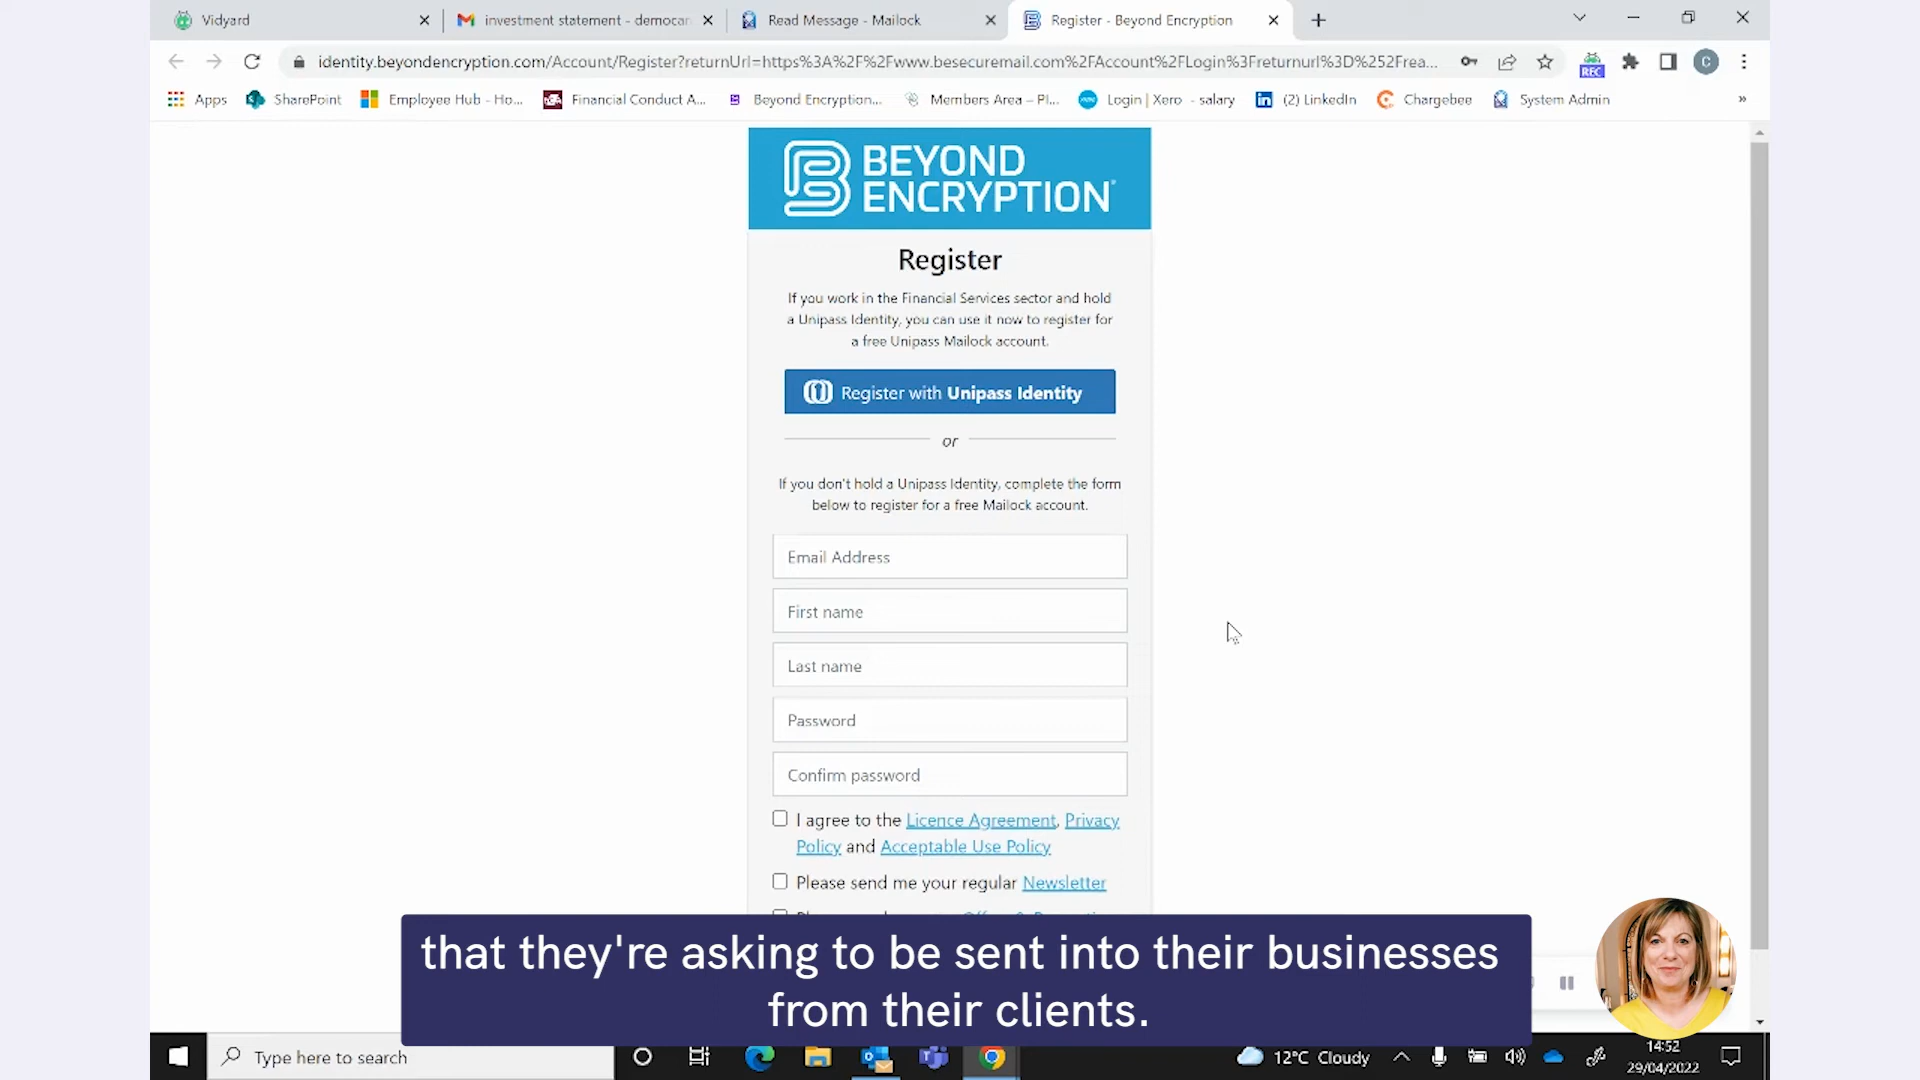 Vidyard
investment statement - democar
Read Message - Mailock
Register - Beyond Encryption
identity.beyondencryption.com/Account/Register?returnUrl=https%3A%2F%2Fwww.besecuremail.com%2FAccount%2FLogin%3Freturnurl%3D%252Frea...
REC
C
Apps
SharePoint
Employee Hub - Ho...
Financial Conduct A...
Beyond Encryption...
Members Area – Pl...
Login | Xero - salary
(2) LinkedIn
Chargebee
System Admin
»
BEYOND
ENCRYPTION
Register
If you work in the Financial Services sector and hold
a Unipass Identity, you can use it now to register for
a free Unipass Mailock account.
Register with Unipass Identity
or
If you don't hold a Unipass Identity, complete the form
below to register for a free Mailock account.
Email Address
First name
Last name
Password
Confirm password
I agree to the Licence Agreement, Privacy
Policy and Acceptable Use Policy
Please send me your regular Newsletter
that they're asking to be sent into their businesses
from their clients.
Type here to search
12°C Cloudy
14:52
29/04/2022